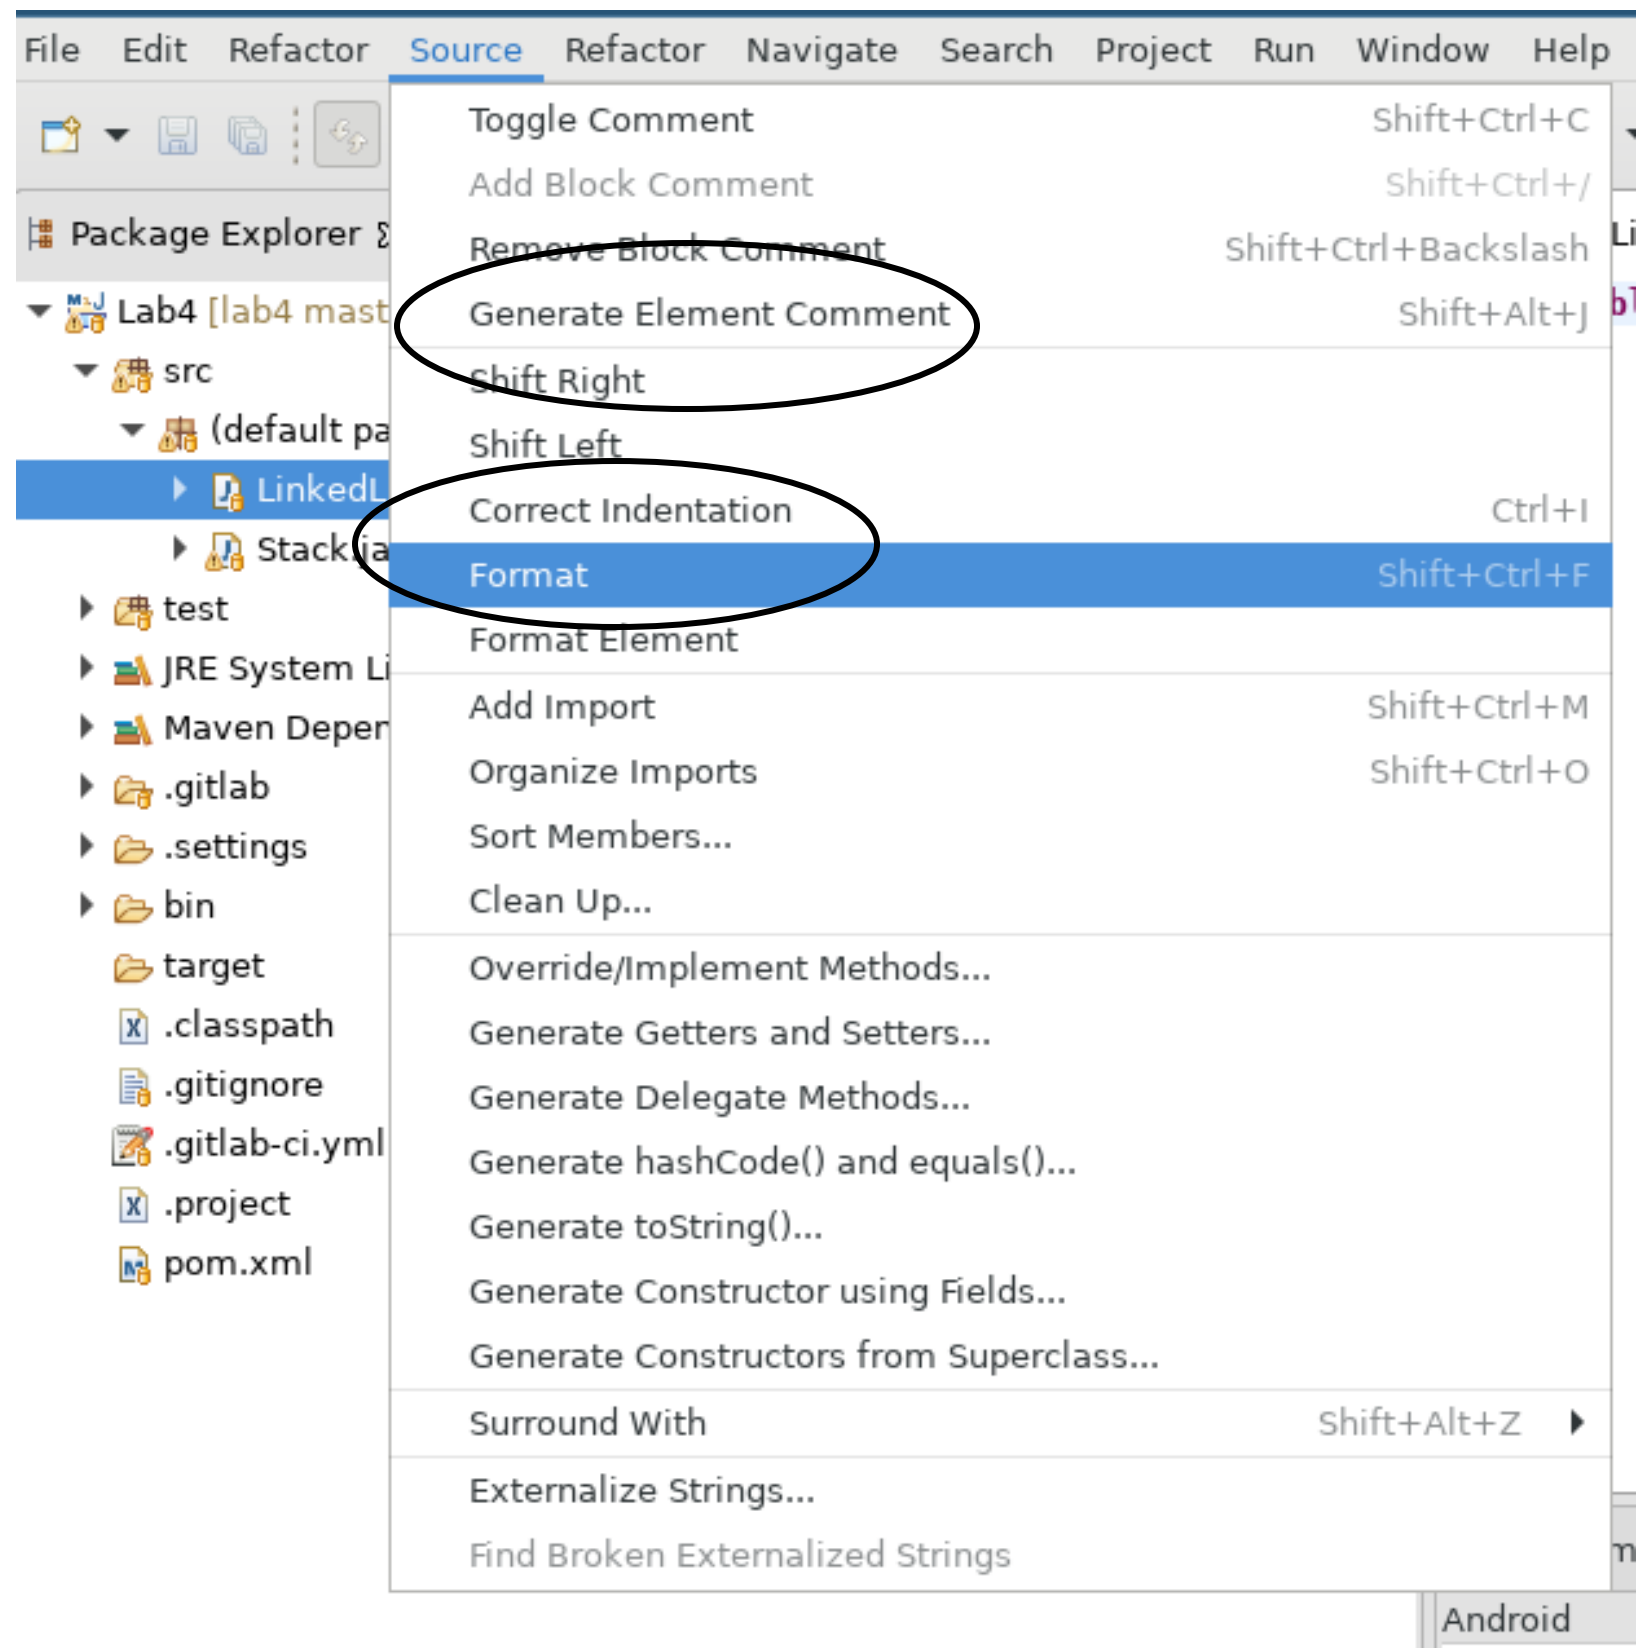 File Edit Refactor Source Refactor Navigate Search Project Run Window Help
Package Explorer
Lab4 [lab4 mast
src
(default pa
LinkedL
Stack.ja
test
JRE System Li
Maven Deper
.gitlab
.settings
bin
target
.classpath
.gitignore
.gitlab-ci.yml
.project
pom.xml
Toggle Comment Shift+Ctrl+C
Add Block Comment Shift+Ctrl+/
Remove Block Comment Shift+Ctrl+Backslash
Generate Element Comment Shift+Alt+J
Shift Right
Shift Left
Correct Indentation Ctrl+I
Format Shift+Ctrl+F
Format Element
Add Import Shift+Ctrl+M
Organize Imports Shift+Ctrl+O
Sort Members...
Clean Up...
Override/Implement Methods...
Generate Getters and Setters...
Generate Delegate Methods...
Generate hashCode() and equals()...
Generate toString()...
Generate Constructor using Fields...
Generate Constructors from Superclass...
Surround With Shift+Alt+Z
Externalize Strings...
Find Broken Externalized Strings
Li
Android